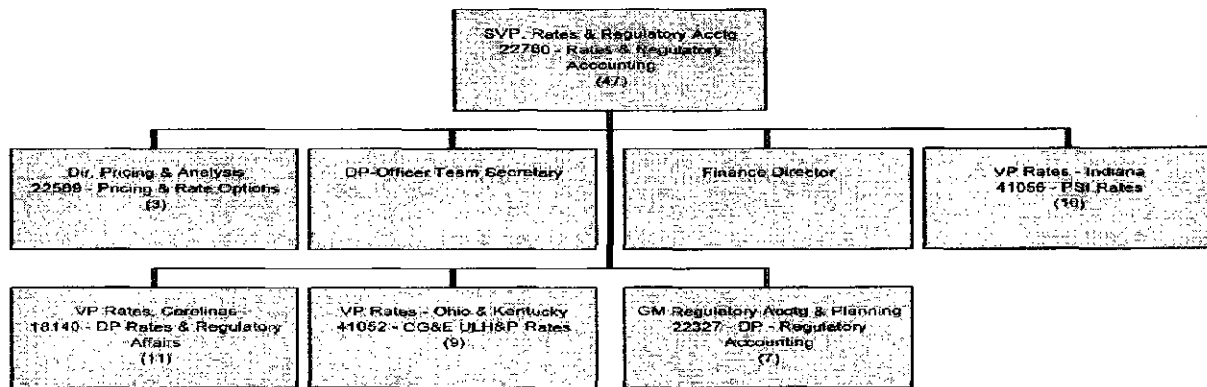 SVP, Rates & Regulatory Acctg
22780 - Rates & Regulatory
Accounting
(47)
Dir, Pricing & Analysis
22589 - Pricing & Rate Options
(3)
DP-Officer Team Secretary
Finance Director
VP Rates - Indiana
41056 - PSI Rates
(10)
VP Rates, Carolinas
18140 - DP Rates & Regulatory
Affairs
(11)
VP Rates - Ohio & Kentucky
41052 - CG&E ULH&P Rates
(9)
GM Regulatory Acctg & Planning
22327 - DP - Regulatory
Accounting
(7)